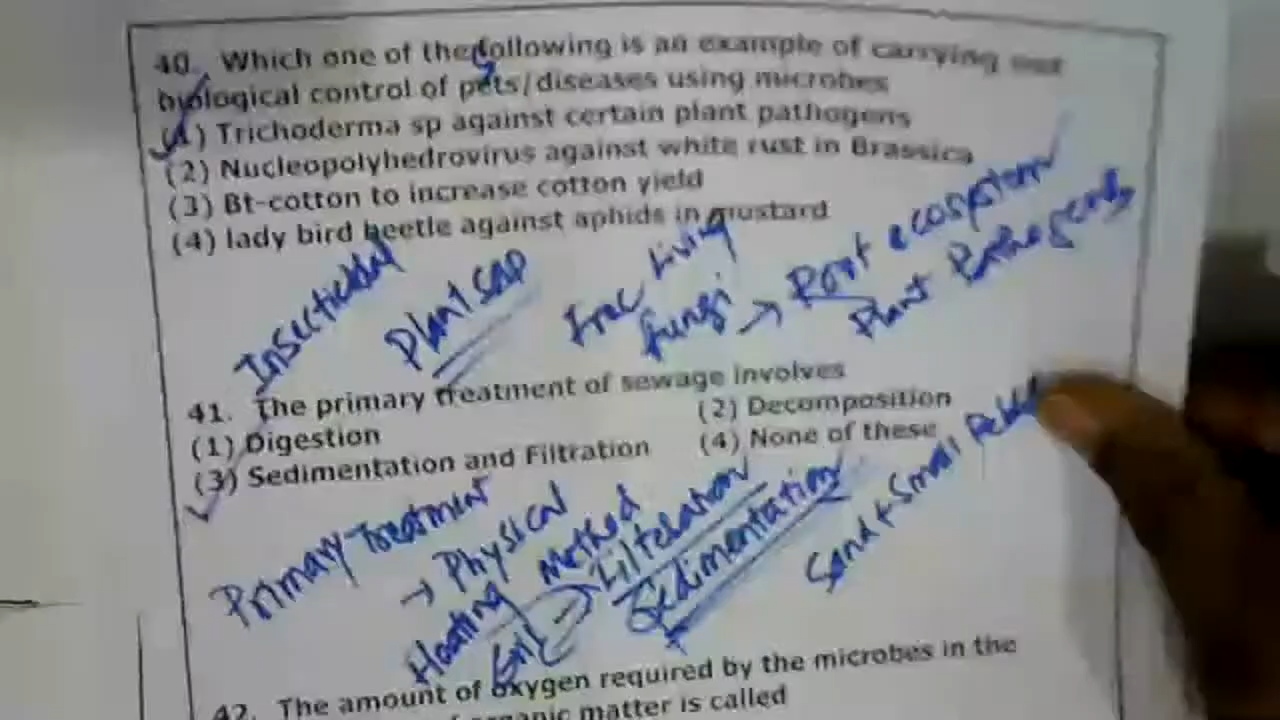 40. Which one of the following is an example of carrying out
biological control of pets/diseases using microbes
(1) Trichoderma sp against certain plant pathogens
(2) Nucleopolyhedrovirus against white rust in Brassica
(3) Bt-cotton to increase cotton yield
(4) lady bird beetle against aphids in mustard
Insecticidal
Plant sap
Free Living
fungi → Root ecosystem
Plant Pathogens
41. The primary treatment of sewage involves
(1) Digestion (2) Decomposition
(3) Sedimentation and Filtration (4) None of these
Primary Treatment
→ Physical
Method
Floating
Filteration
Sedimentation
Sand + Small
42. The amount of oxygen required by the microbes in the
organic matter is called